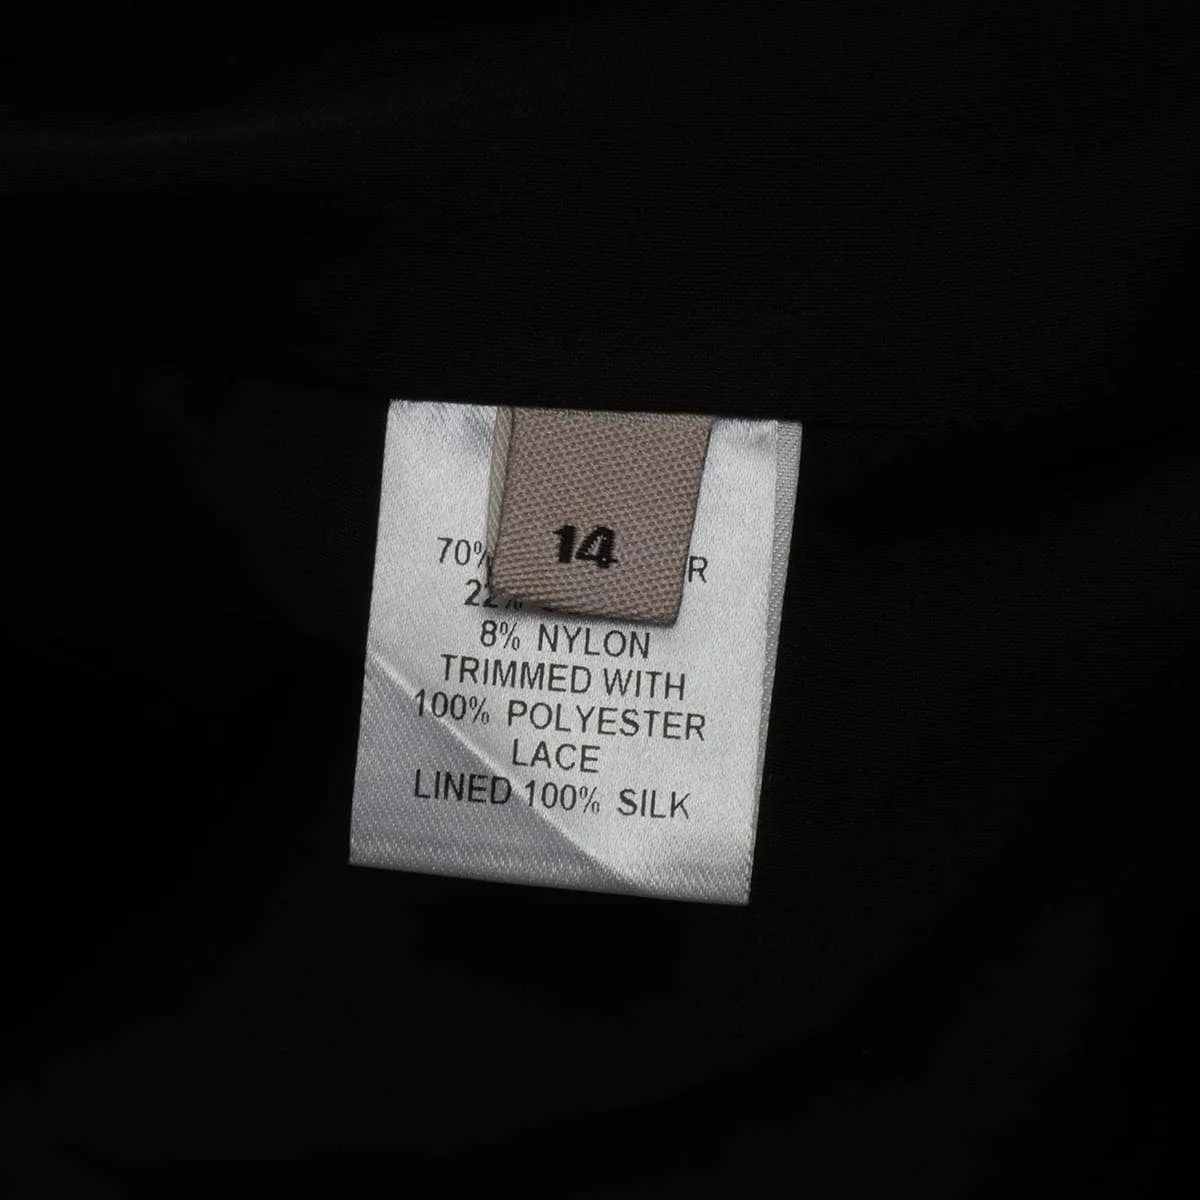 14
70% R
22%
8% NYLON
TRIMMED WITH
100% POLYESTER
LACE
LINED 100% SILK